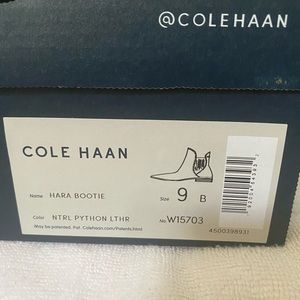 @COLEHAAN
COLE HAAN
Name HARA BOOTIE
Size 9 B
Color NTRL PYTHON LTHR
No. W15703
May be patented. Pat. Colehaan.com/Patents.html
4500398931